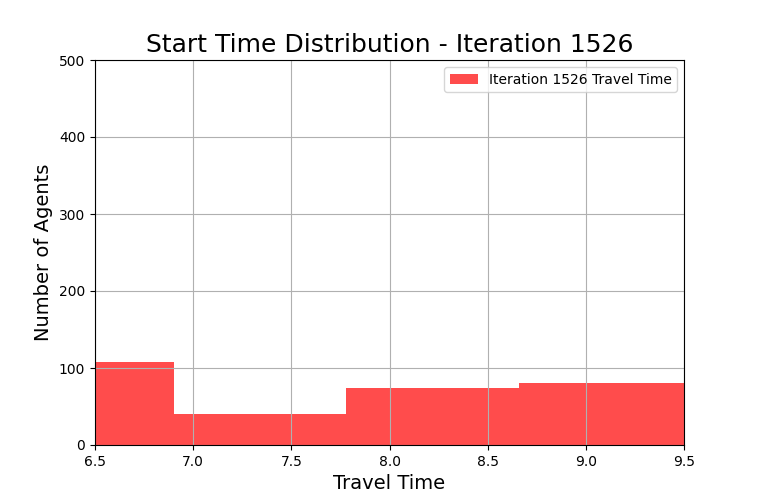 Start Time Distribution - Iteration 1526
Iteration 1526 Travel Time
Number of Agents
500
400
300
200
100
0
6.5 7.0 7.5 8.0 8.5 9.0 9.5
Travel Time